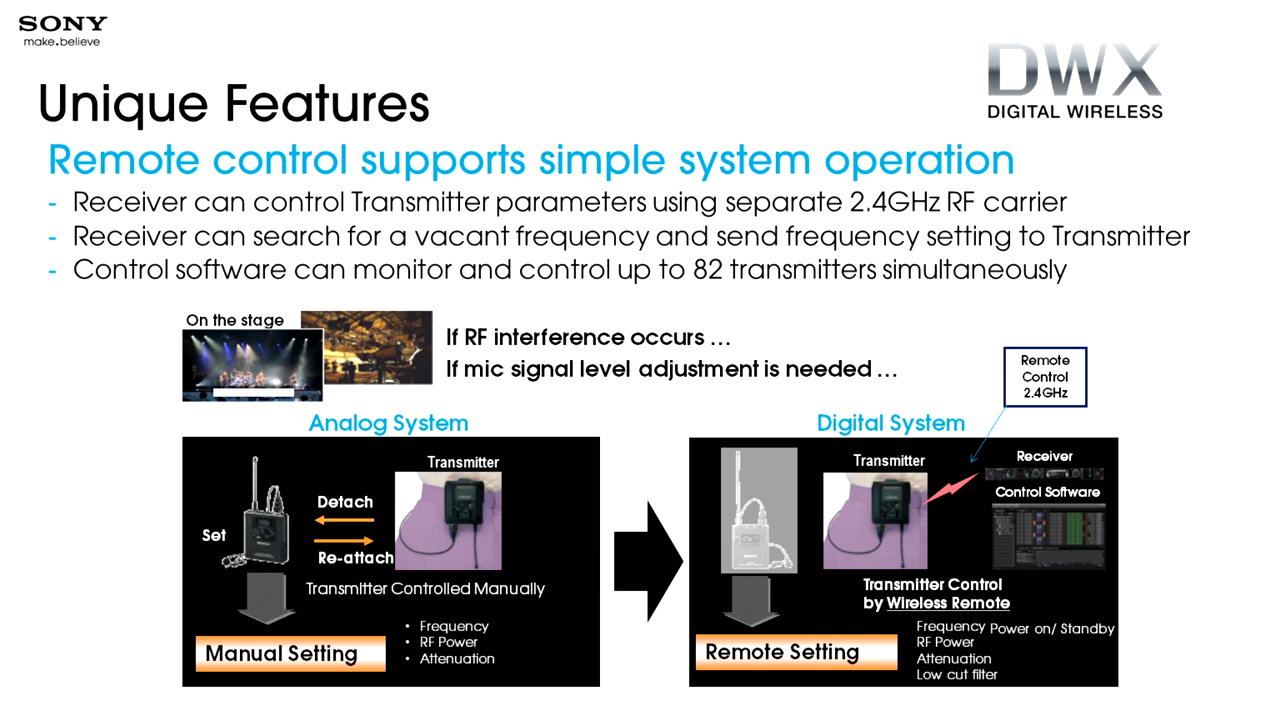 SONY
make.believe
DWX
DIGITAL WIRELESS
Unique Features
Remote control supports simple system operation
- Receiver can control Transmitter parameters using separate 2.4GHz RF carrier
- Receiver can search for a vacant frequency and send frequency setting to Transmitter
- Control software can monitor and control up to 82 transmitters simultaneously
On the stage
If RF interference occurs …
If mic signal level adjustment is needed …
Remote
Control
2.4GHz
Analog System
Transmitter
Detach
Set
Re-attach
Transmitter Controlled Manually
Manual Setting
• Frequency
• RF Power
• Attenuation
Digital System
Transmitter
Receiver
Control Software
Transmitter Control
by Wireless Remote
Remote Setting
Frequency Power on/ Standby
RF Power
Attenuation
Low cut filter